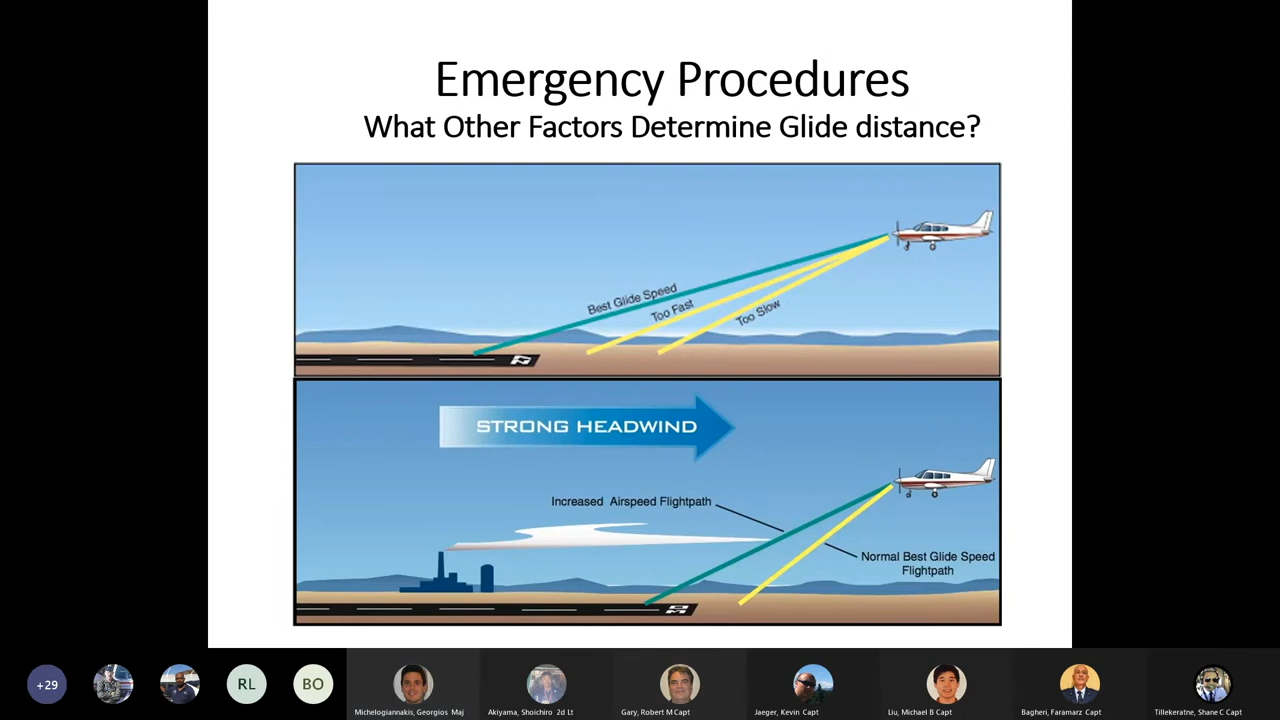 Emergency Procedures
What Other Factors Determine Glide distance?
Best Glide Speed
Too Fast
Too Slow
STRONG HEADWIND
Increased Airspeed Flightpath
Normal Best Glide Speed
Flightpath
+29
RL
BO
Michelogiannakis, Georgios Maj
Akiyama, Shoichiro 2d Lt
Gary, Robert M Capt
Jaeger, Kevin Capt
Liu, Michael B Capt
Bagheri, Faramarz Capt
Tillekeratne, Shane C Capt